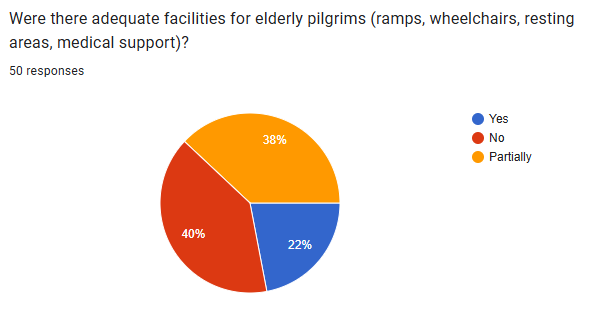 Were there adequate facilities for elderly pilgrims (ramps, wheelchairs, resting
areas, medical support)?
50 responses
38%
40%
22%
Yes
No
Partially